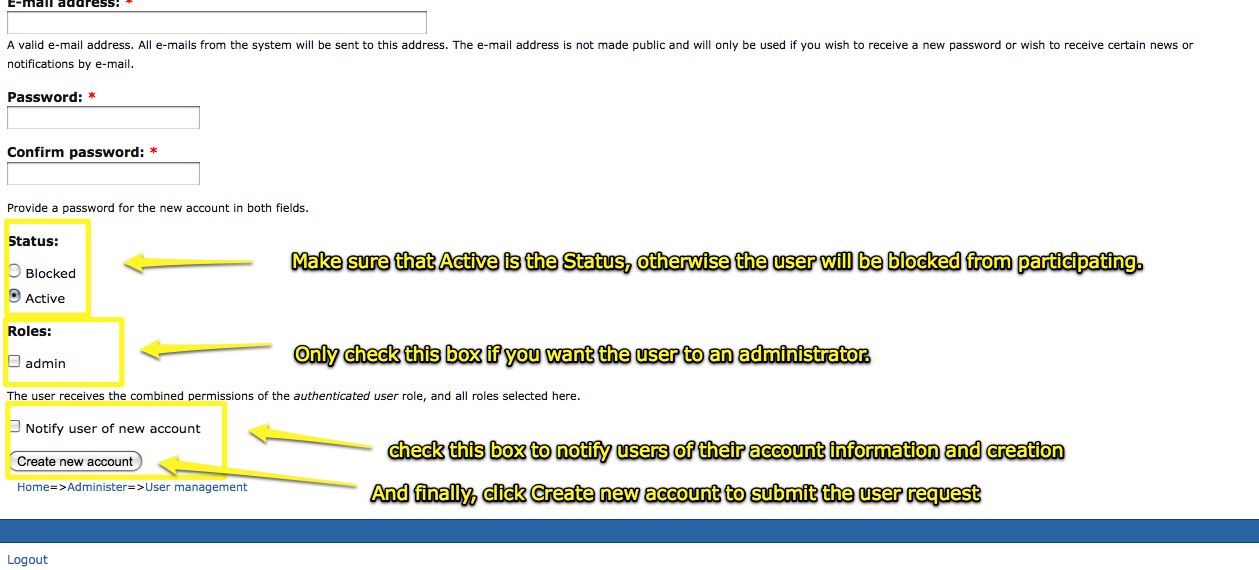 E-mail address: *
A valid e-mail address. All e-mails from the system will be sent to this address. The e-mail address is not made public and will only be used if you wish to receive a new password or wish to receive certain news or
notifications by e-mail.
Password: *
Confirm password: *
Provide a password for the new account in both fields.
Status:
Make sure that Active is the Status, otherwise the user will be blocked from participating.
Blocked
Active
Roles:
Only check this box if you want the user to an administrator.
admin
The user receives the combined permissions of the authenticated user role, and all roles selected here.
Notify user of new account
check this box to notify users of their account information and creation
Create new account
Home=>Administer=>User management
And finally, click Create new account to submit the user request
Logout